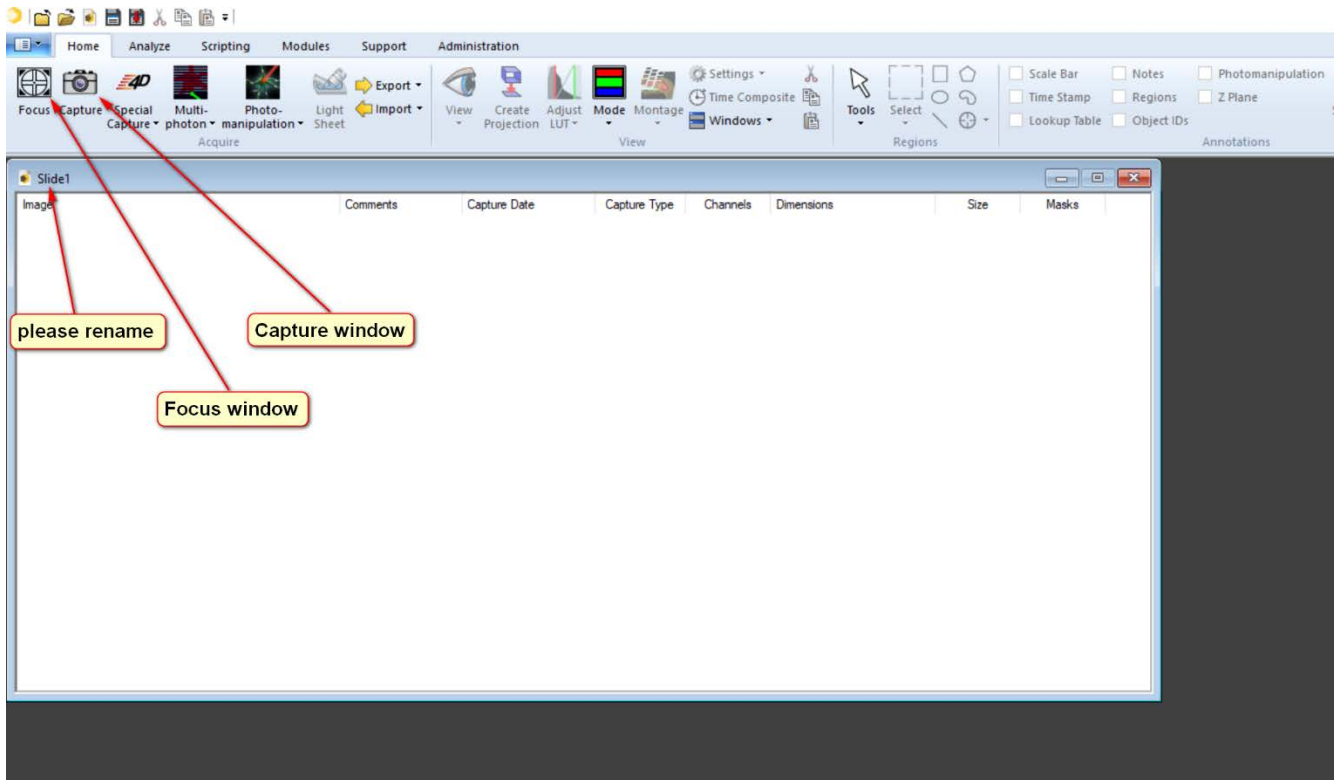 Home Analyze Scripting Modules Support Administration
Focus Capture Special Capture Multi-photon Photo-manipulation Light Sheet
Export
Import
Acquire
View Create Projection Adjust LUT Mode Montage
Settings
Time Composite
Windows
View
Tools Select
Regions
Scale Bar Notes Photomanipulation
Time Stamp Regions Z Plane
Lookup Table Object IDs
Annotations
Slide1
Image Comments Capture Date Capture Type Channels Dimensions Size Masks
please rename
Capture window
Focus window